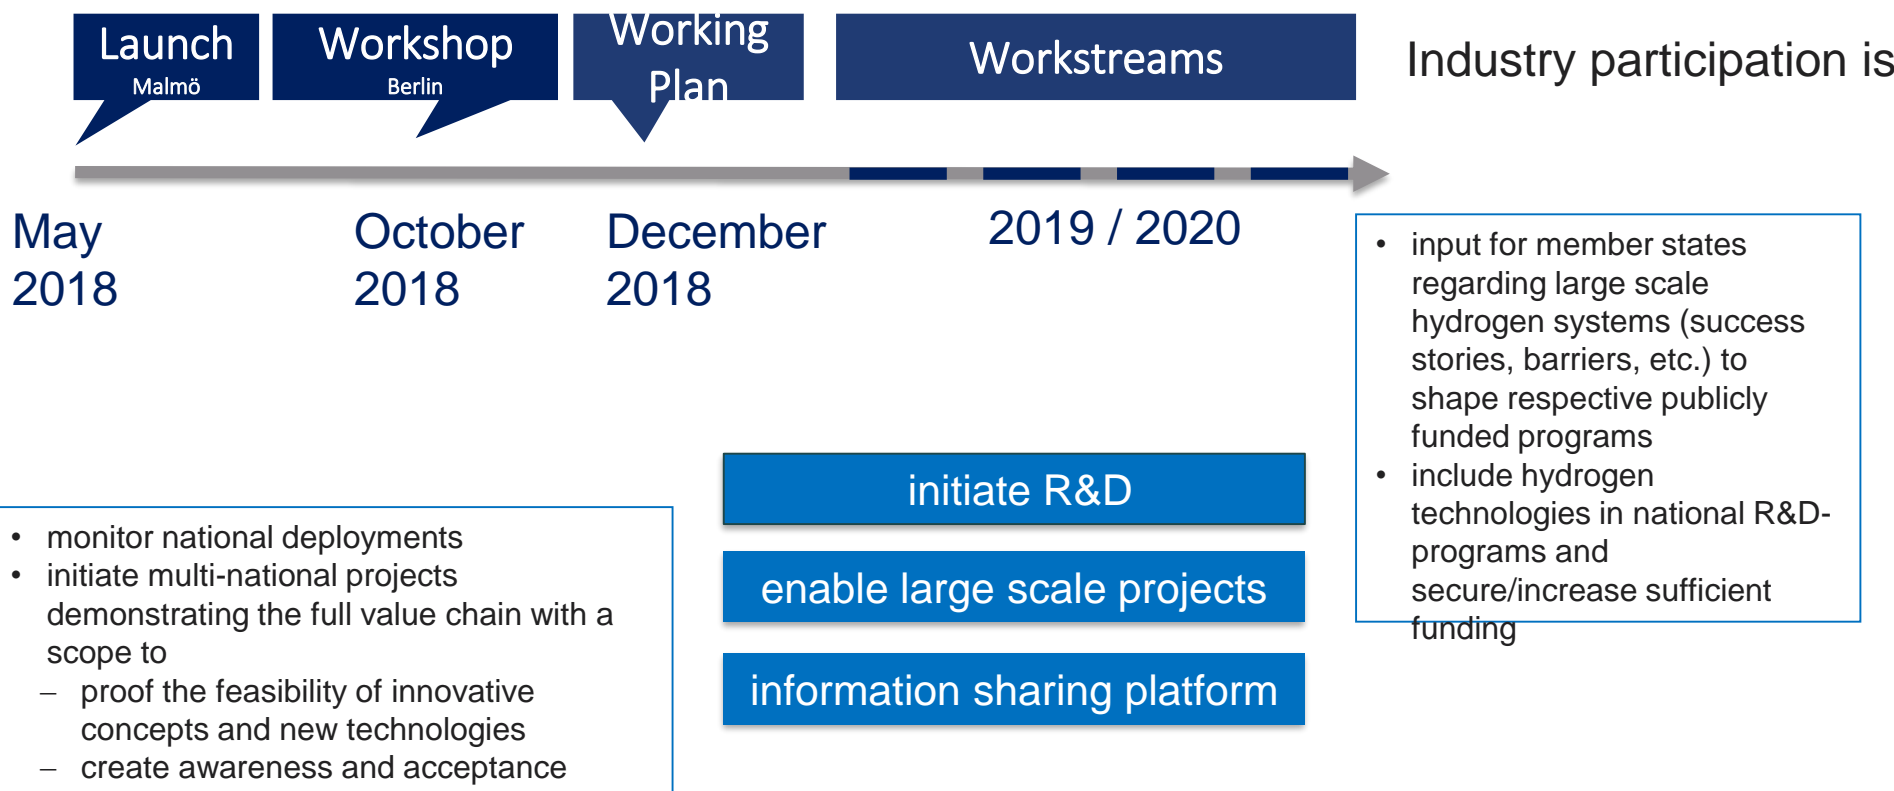 Launch
Malmö
Workshop
Berlin
Working
Plan
Workstreams
Industry participation is
May
2018
October
2018
December
2018
2019 / 2020
• input for member states
regarding large scale
hydrogen systems (success
stories, barriers, etc.) to
shape respective publicly
funded programs
• include hydrogen
technologies in national R&D-
programs and
secure/increase sufficient
funding
initiate R&D
enable large scale projects
information sharing platform
• monitor national deployments
• initiate multi-national projects
demonstrating the full value chain with a
scope to
– proof the feasibility of innovative
concepts and new technologies
– create awareness and acceptance